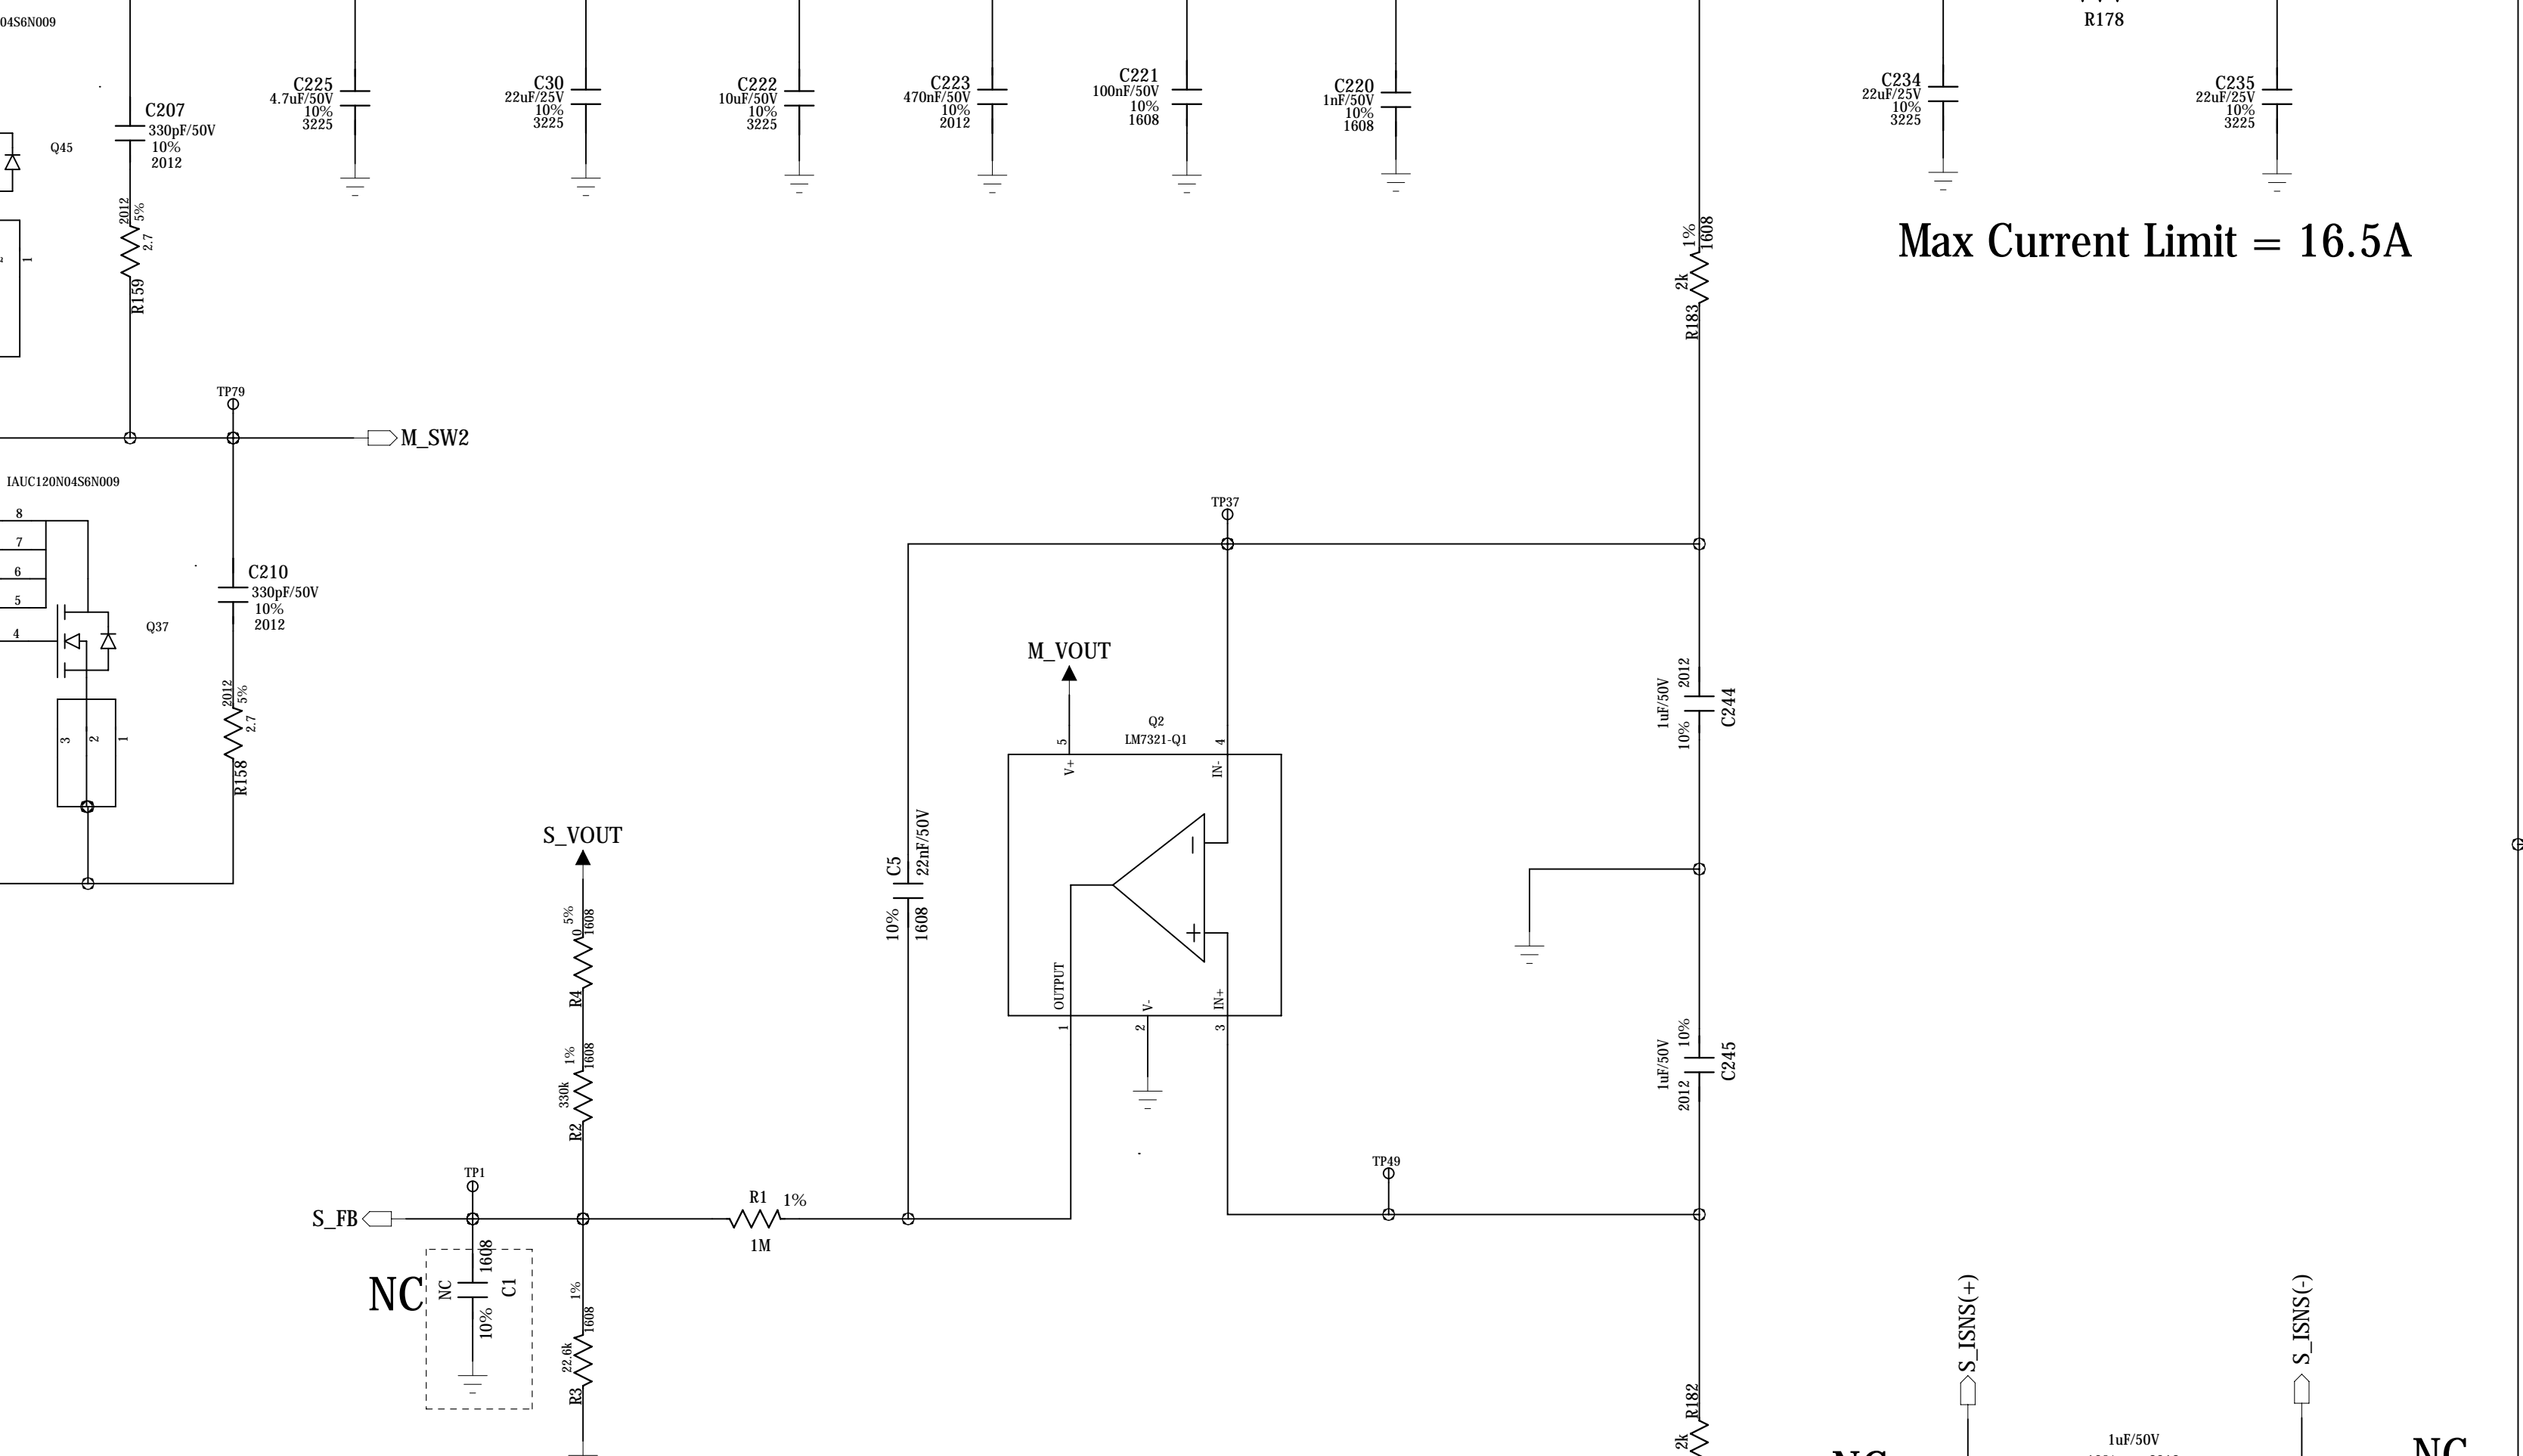 04S6N009
R178
C207
330pF/50V
10%
2012
Q45
C225
4.7uF/50V
10%
3225
C30
22uF/25V
10%
3225
C222
10uF/50V
10%
3225
C223
470nF/50V
10%
2012
C221
100nF/50V
10%
1608
C220
1nF/50V
10%
1608
C234
22uF/25V
10%
3225
C235
22uF/25V
10%
3225
2012
5%
2.7
R159
1
1%
1608
2k
R183
Max Current Limit = 16.5A
TP79
M_SW2
IAUC120N04S6N009
8
7
6
5
4
Q37
3
2
1
C210
330pF/50V
10%
2012
2012
5%
2.7
R158
TP37
M_VOUT
Q2
LM7321-Q1
5
V+
4
IN-
OUTPUT
1
V-
2
IN+
3
2012
1uF/50V
10%
C244
S_VOUT
5%
0
1608
R4
1%
1608
330k
R2
C5
22nF/50V
10%
1608
10%
1uF/50V
2012
C245
TP1
TP49
S_FB
R1 1%
1M
NC
1608
NC
C1
10%
1%
1608
22.6k
R3
R182
2k
S_ISNS(+)
S_ISNS(-)
1uF/50V
NC
NC